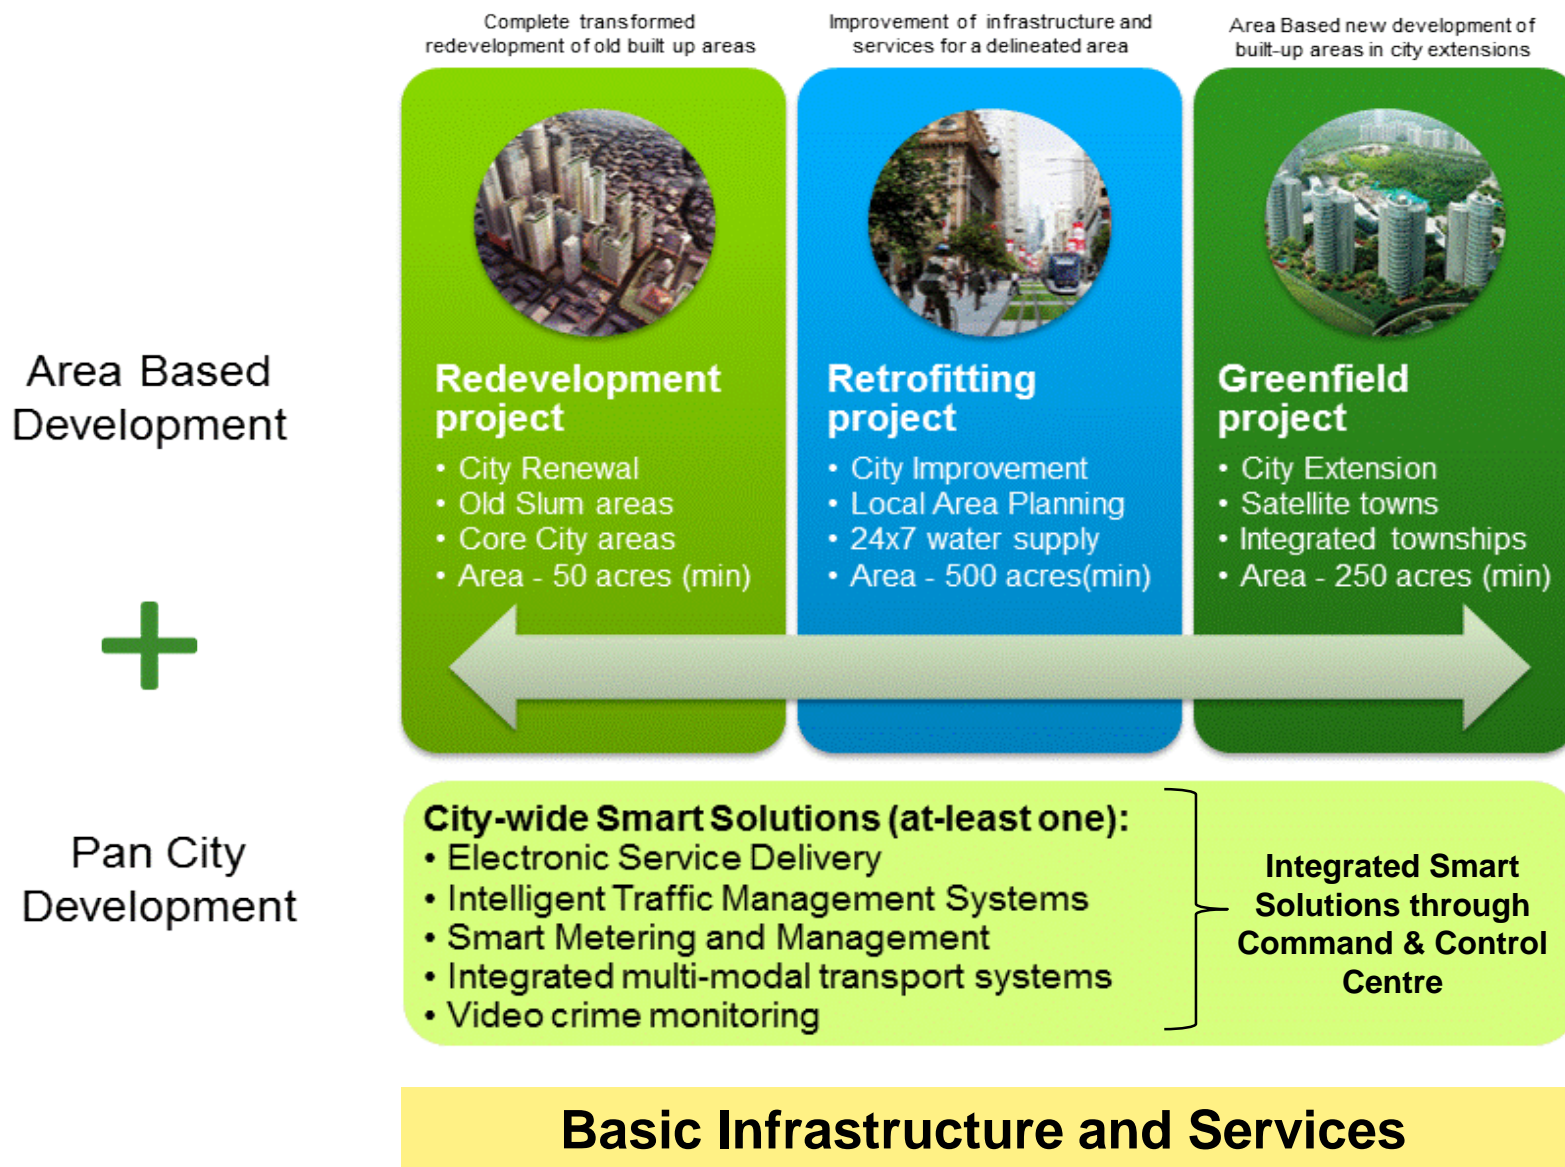 Complete transformed
redevelopment of old built up areas
Improvement of infrastructure and
services for a delineated area
Area Based new development of
built-up areas in city extensions
Area Based
Development
Redevelopment
project
• City Renewal
• Old Slum areas
• Core City areas
• Area - 50 acres (min)
Retrofitting
project
• City Improvement
• Local Area Planning
• 24x7 water supply
• Area - 500 acres(min)
Greenfield
project
• City Extension
• Satellite towns
• Integrated townships
• Area - 250 acres (min)
+
Pan City
Development
City-wide Smart Solutions (at-least one):
• Electronic Service Delivery
• Intelligent Traffic Management Systems
• Smart Metering and Management
• Integrated multi-modal transport systems
• Video crime monitoring
Integrated Smart
Solutions through
Command & Control
Centre
Basic Infrastructure and Services